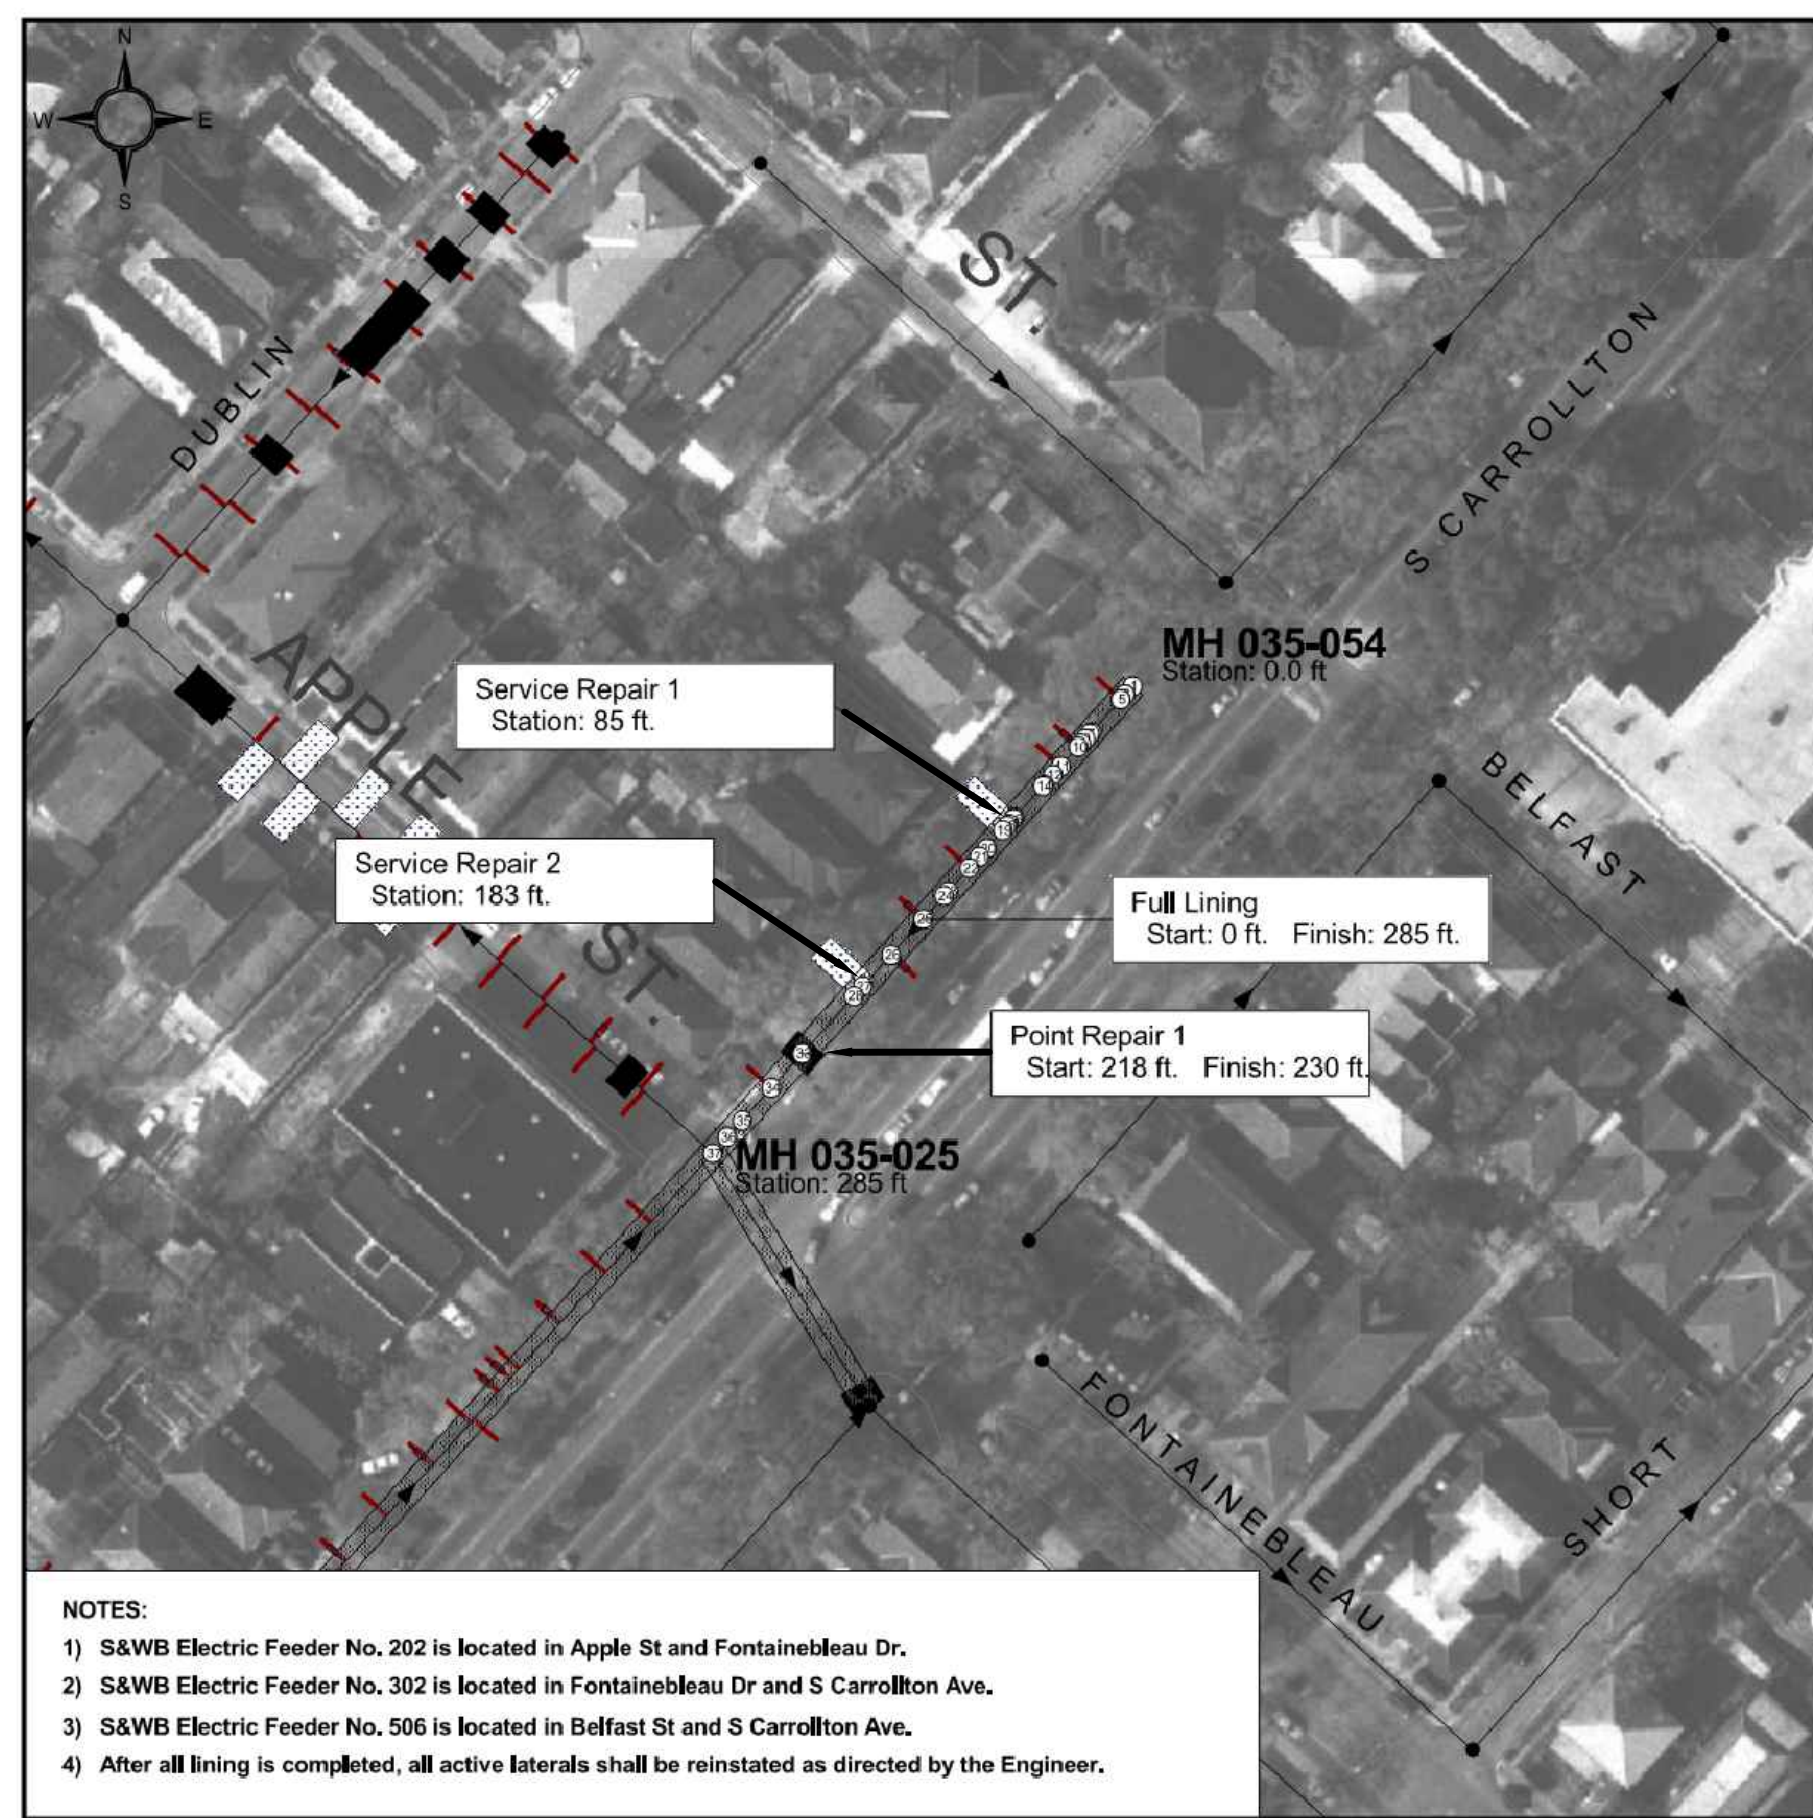 N
W E
S
ST.
DUBLIN
S CARROLLTON
MH 035-054
Station: 0.0 ft
APPLE
ST.
Service Repair 1
Station: 85 ft.
BELFAST
Service Repair 2
Station: 183 ft.
Full Lining
Start: 0 ft. Finish: 285 ft.
Point Repair 1
Start: 218 ft. Finish: 230 ft.
MH 035-025
Station: 285 ft
FONTAINEBLEAU
SHORT
NOTES:
1) S&WB Electric Feeder No. 202 is located in Apple St and Fontainebleau Dr.
2) S&WB Electric Feeder No. 302 is located in Fontainebleau Dr and S Carrollton Ave.
3) S&WB Electric Feeder No. 506 is located in Belfast St and S Carrollton Ave.
4) After all lining is completed, all active laterals shall be reinstated as directed by the Engineer.